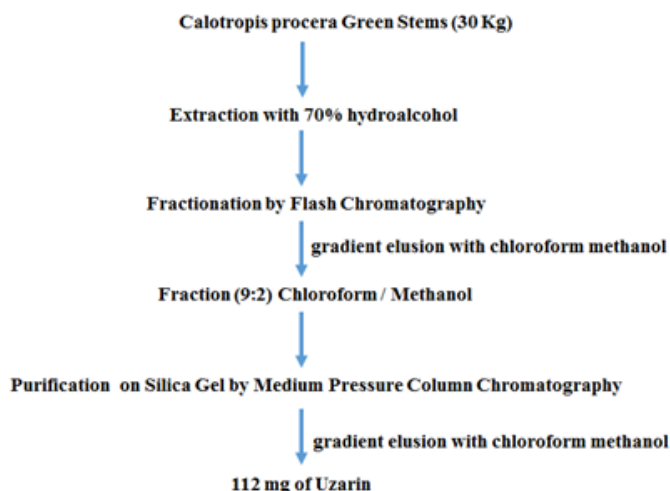 Calotropis procera Green Stems (30 Kg)
Extraction with 70% hydroalcohol
Fractionation by Flash Chromatography
gradient elusion with chloroform methanol
Fraction (9:2) Chloroform / Methanol
Purification on Silica Gel by Medium Pressure Column Chromatography
gradient elusion with chloroform methanol
112 mg of Uzarin